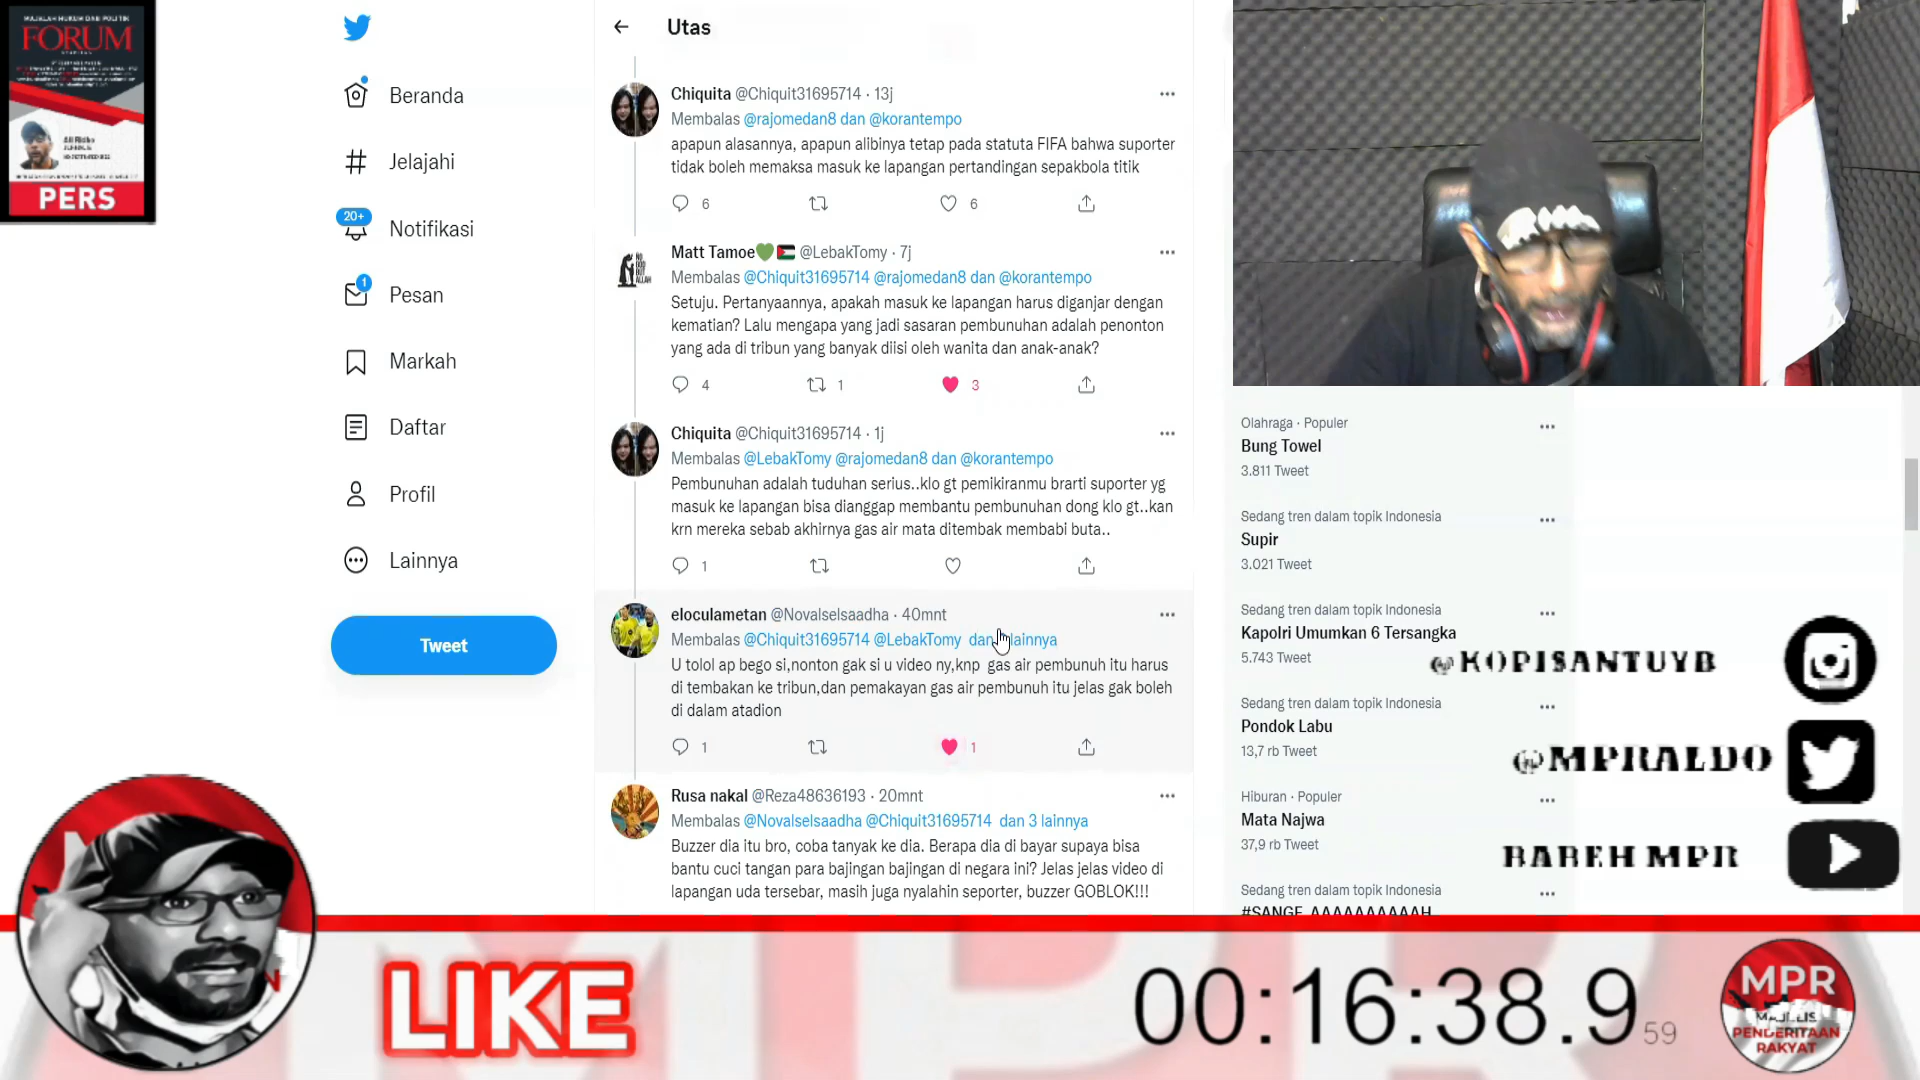 MAJALAH HUKUM DAN POLITIK
FORUM
Ali Ridho
PERS
Beranda
Jelajahi
20+
Notifikasi
1
Pesan
Markah
Daftar
Profil
Lainnya
Tweet
Utas
Chiquita @Chiquit31695714 · 13j
Membalas @rajomedan8 dan @korantempo
apapun alasannya, apapun alibinya tetap pada statuta FIFA bahwa suporter
tidak boleh memaksa masuk ke lapangan pertandingan sepakbola titik
6 6
NO GOD BUT ALLAH
Matt Tamoe💚🇵🇸 @LebakTomy · 7j
Membalas @Chiquit31695714 @rajomedan8 dan @korantempo
Setuju. Pertanyaannya, apakah masuk ke lapangan harus diganjar dengan
kematian? Lalu mengapa yang jadi sasaran pembunuhan adalah penonton
yang ada di tribun yang banyak diisi oleh wanita dan anak-anak?
4 1 3
Chiquita @Chiquit31695714 · 1j
Membalas @LebakTomy @rajomedan8 dan @korantempo
Pembunuhan adalah tuduhan serius..klo gt pemikiranmu brarti suporter yg
masuk ke lapangan bisa dianggap membantu pembunuhan dong klo gt..kan
krn mereka sebab akhirnya gas air mata ditembak membabi buta..
1
eloculametan @Novalselsaadha · 40mnt
Membalas @Chiquit31695714 @LebakTomy dan lainnya
U tolol ap bego si,nonton gak si u video ny,knp gas air pembunuh itu harus
di tembakan ke tribun,dan pemakayan gas air pembunuh itu jelas gak boleh
di dalam atadion
1 1
Rusa nakal @Reza48636193 · 20mnt
Membalas @Novalselsaadha @Chiquit31695714 dan 3 lainnya
Buzzer dia itu bro, coba tanyak ke dia. Berapa dia di bayar supaya bisa
bantu cuci tangan para bajingan bajingan di negara ini? Jelas jelas video di
lapangan uda tersebar, masih juga nyalahin seporter, buzzer GOBLOK!!!
Olahraga · Populer
Bung Towel
3.811 Tweet
Sedang tren dalam topik Indonesia
Supir
3.021 Tweet
Sedang tren dalam topik Indonesia
Kapolri Umumkan 6 Tersangka
5.743 Tweet
Sedang tren dalam topik Indonesia
Pondok Labu
13,7 rb Tweet
Hiburan · Populer
Mata Najwa
37,9 rb Tweet
Sedang tren dalam topik Indonesia
#SANGE_AAAAAAAAAAH
@KOPISANTUYB
@MPRALDO
BABEH MPR
LIKE
00:16:38.9
59
MPR
MAJELIS
PENDERITAAN
RAKYAT